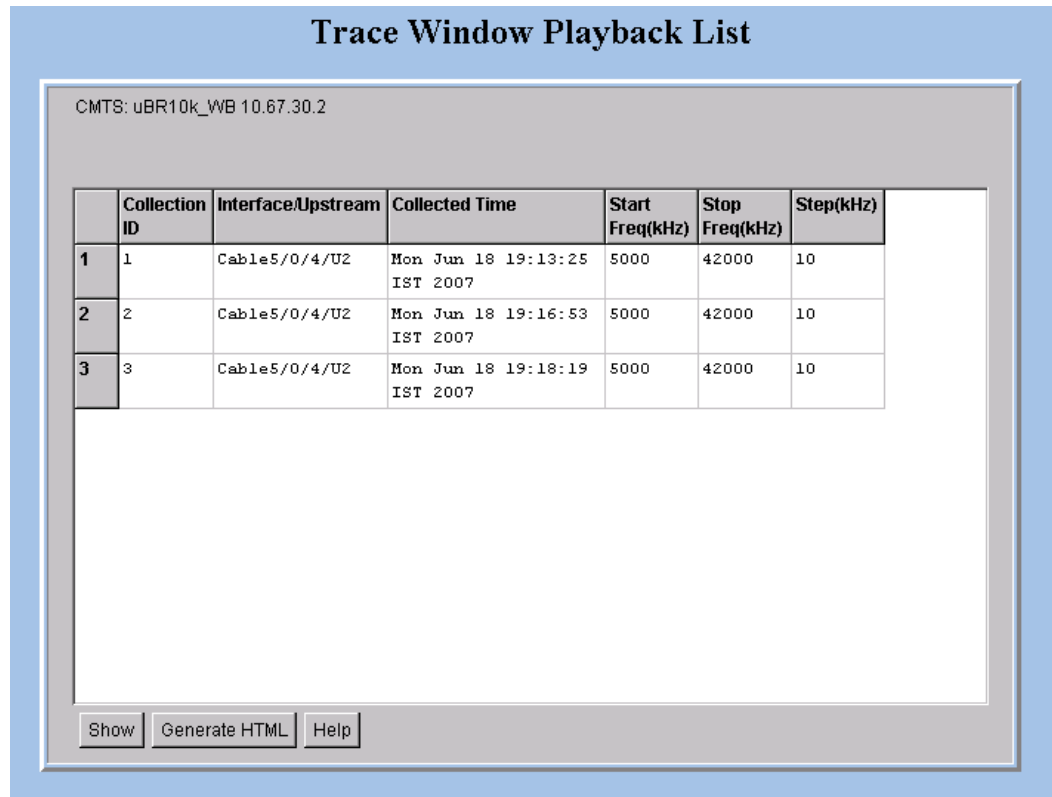 Trace Window Playback List
CMTS: uBR10k_WB 10.67.30.2
Collection ID Interface/Upstream Collected Time Start Freq(kHz) Stop Freq(kHz) Step(kHz)
1 1 Cable5/0/4/U2 Mon Jun 18 19:13:25 IST 2007 5000 42000 10
2 2 Cable5/0/4/U2 Mon Jun 18 19:16:53 IST 2007 5000 42000 10
3 3 Cable5/0/4/U2 Mon Jun 18 19:18:19 IST 2007 5000 42000 10
Show Generate HTML Help